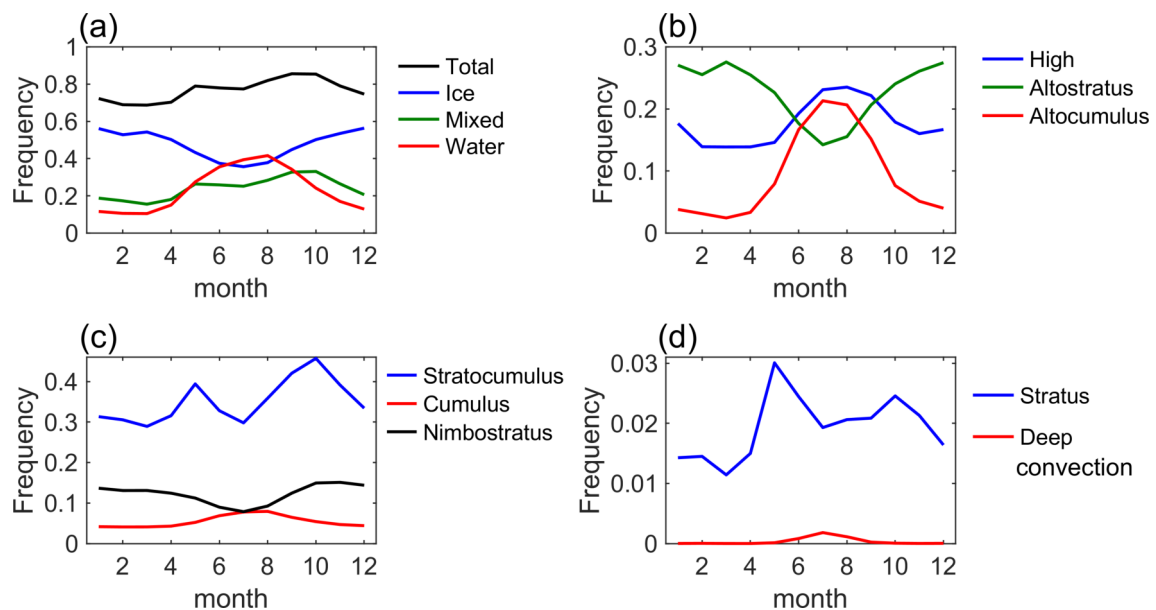 (a)
1
0.8
0.6
0.4
0.2
0
Frequency
2 4 6 8 10 12
month
Total
Ice
Mixed
Water
(b)
0.3
0.2
0.1
0
Frequency
2 4 6 8 10 12
month
High
Altostratus
Altocumulus
(c)
0.4
0.3
0.2
0.1
0
Frequency
2 4 6 8 10 12
month
Stratocumulus
Cumulus
Nimbostratus
(d)
0.03
0.02
0.01
0
Frequency
2 4 6 8 10 12
month
Stratus
Deep
convection